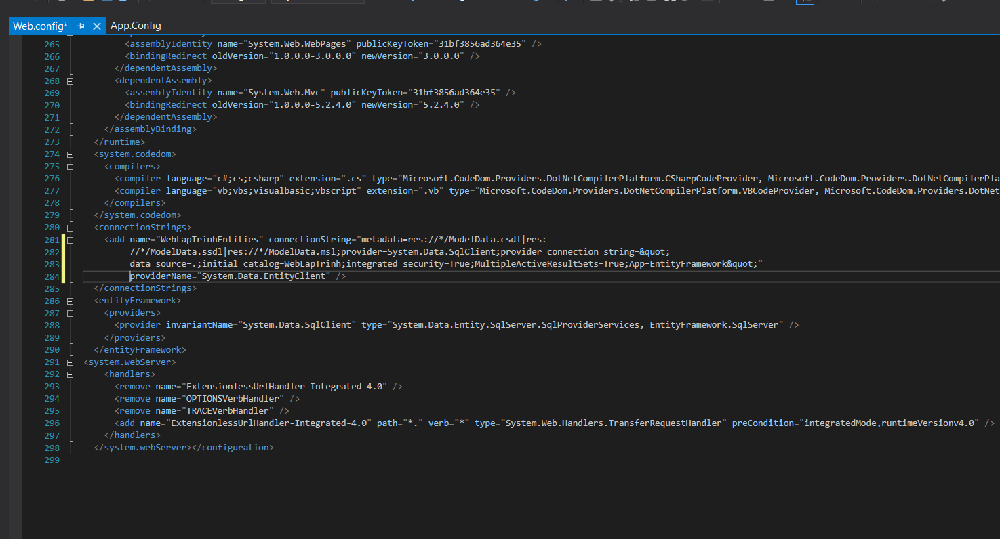 Web.config*
App.Config
265 <assemblyIdentity name="System.Web.WebPages" publicKeyToken="31bf3856ad364e35" />
266 <bindingRedirect oldVersion="1.0.0.0-3.0.0.0" newVersion="3.0.0.0" />
267 </dependentAssembly>
268 <dependentAssembly>
269 <assemblyIdentity name="System.Web.Mvc" publicKeyToken="31bf3856ad364e35" />
270 <bindingRedirect oldVersion="1.0.0.0-5.2.4.0" newVersion="5.2.4.0" />
271 </dependentAssembly>
272 </assemblyBinding>
273 </runtime>
274 <system.codedom>
275 <compilers>
276 <compiler language="c#;cs;csharp" extension=".cs" type="Microsoft.CodeDom.Providers.DotNetCompilerPlatform.CSharpCodeProvider, Microsoft.CodeDom.Providers.DotNetCompilerPla
277 <compiler language="vb;vbs;visualbasic;vbscript" extension=".vb" type="Microsoft.CodeDom.Providers.DotNetCompilerPlatform.VBCodeProvider, Microsoft.CodeDom.Providers.DotNet
278 </compilers>
279 </system.codedom>
280 <connectionStrings>
281 <add name="WebLapTrinhEntities" connectionString="metadata=res://*/ModelData.csdl|res:
282 //*/ModelData.ssdl|res://*/ModelData.msl;provider=System.Data.SqlClient;provider connection string=&quot;
283 data source=.;initial catalog=WebLapTrinh;integrated security=True;MultipleActiveResultSets=True;App=EntityFramework&quot;"
284 providerName="System.Data.EntityClient" />
285 </connectionStrings>
286 <entityFramework>
287 <providers>
288 <provider invariantName="System.Data.SqlClient" type="System.Data.Entity.SqlServer.SqlProviderServices, EntityFramework.SqlServer" />
289 </providers>
290 </entityFramework>
291 <system.webServer>
292 <handlers>
293 <remove name="ExtensionlessUrlHandler-Integrated-4.0" />
294 <remove name="OPTIONSVerbHandler" />
295 <remove name="TRACEVerbHandler" />
296 <add name="ExtensionlessUrlHandler-Integrated-4.0" path="*." verb="*" type="System.Web.Handlers.TransferRequestHandler" preCondition="integratedMode,runtimeVersionv4.0" />
297 </handlers>
298 </system.webServer></configuration>
299